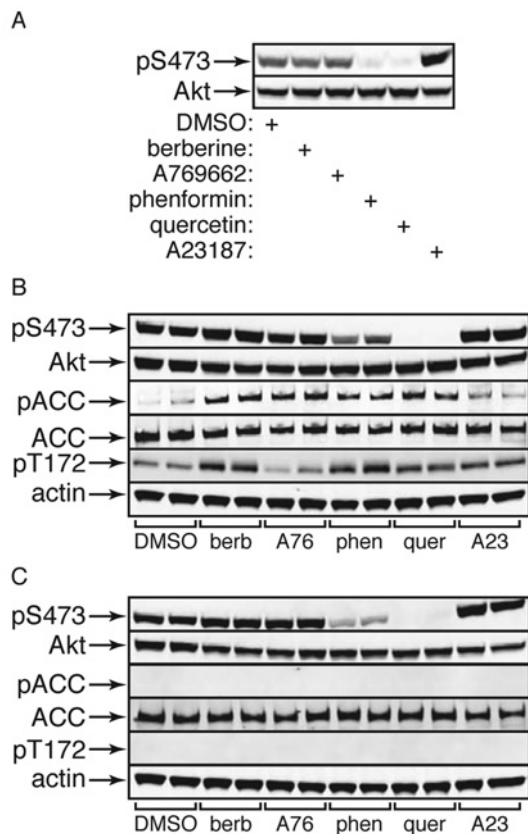 A
pS473
Akt
DMSO: +
berberine: +
A769662: +
phenformin: +
quercetin: +
A23187: +
B
pS473
Akt
pACC
ACC
pT172
actin
DMSO berb A76 phen quer A23
C
pS473
Akt
pACC
ACC
pT172
actin
DMSO berb A76 phen quer A23